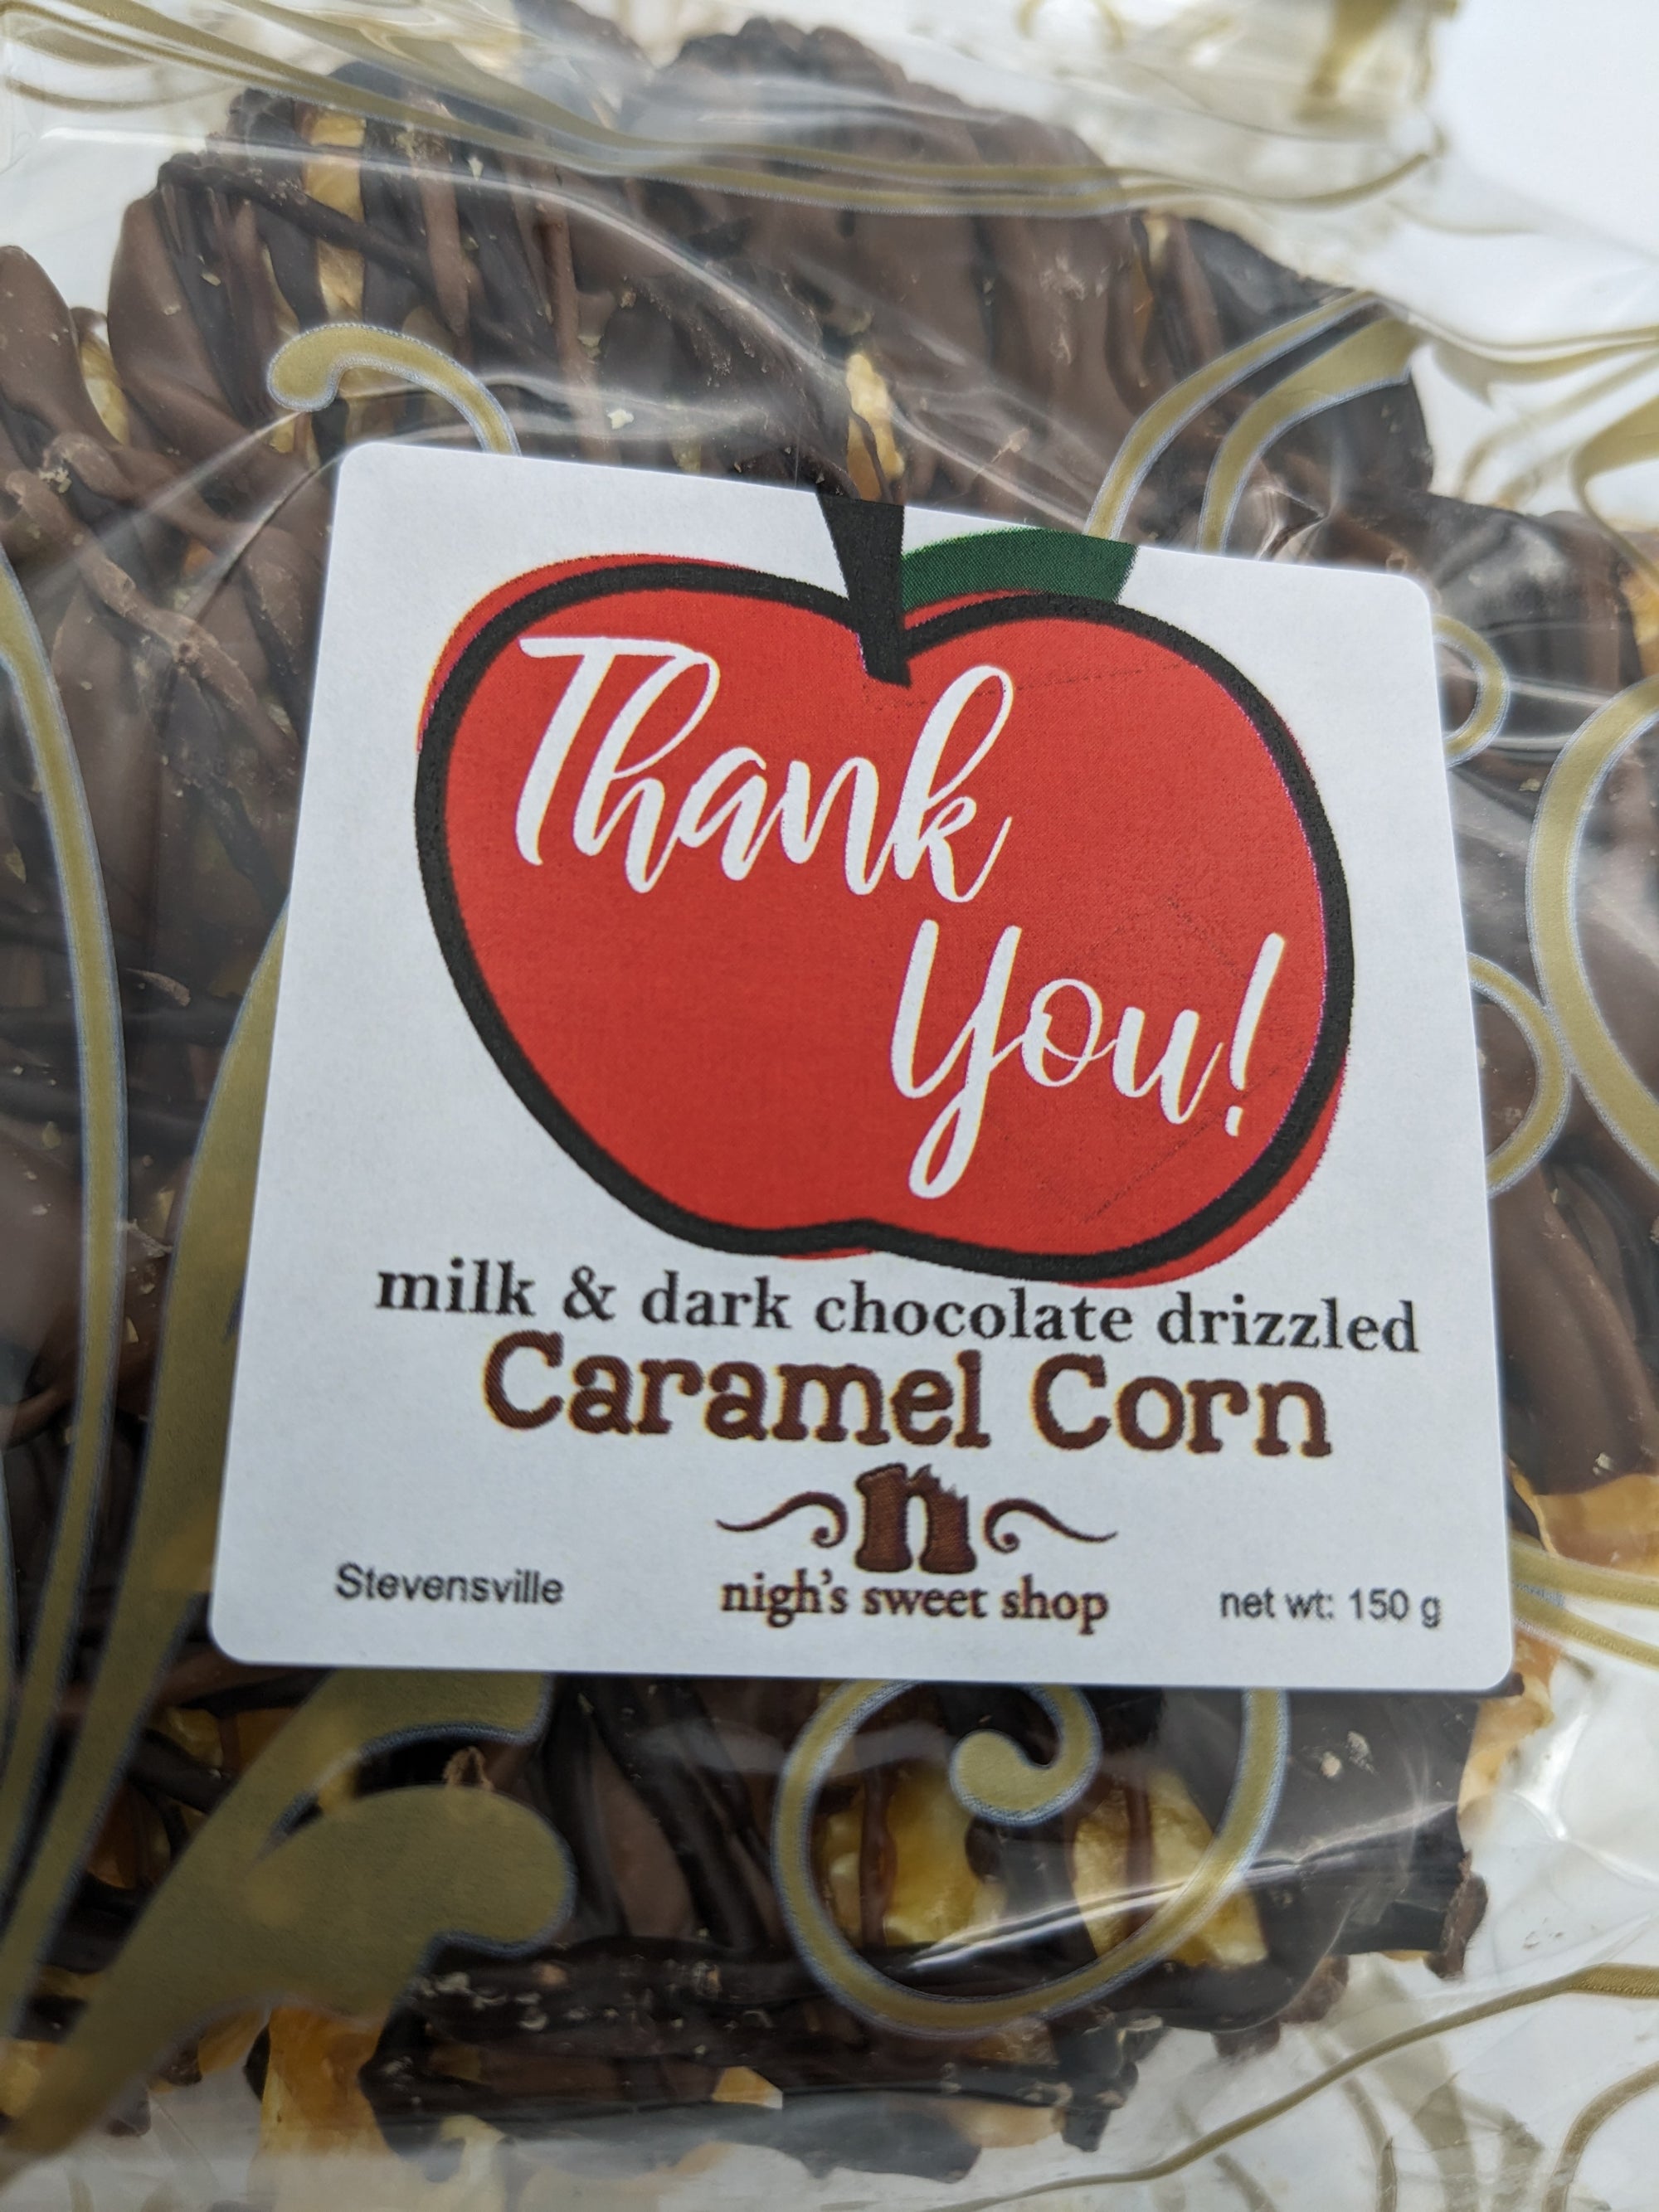 Thank
You!
milk & dark chocolate drizzled
Caramel Corn
n
Stevensville
nigh's sweet shop
net wt: 150 g